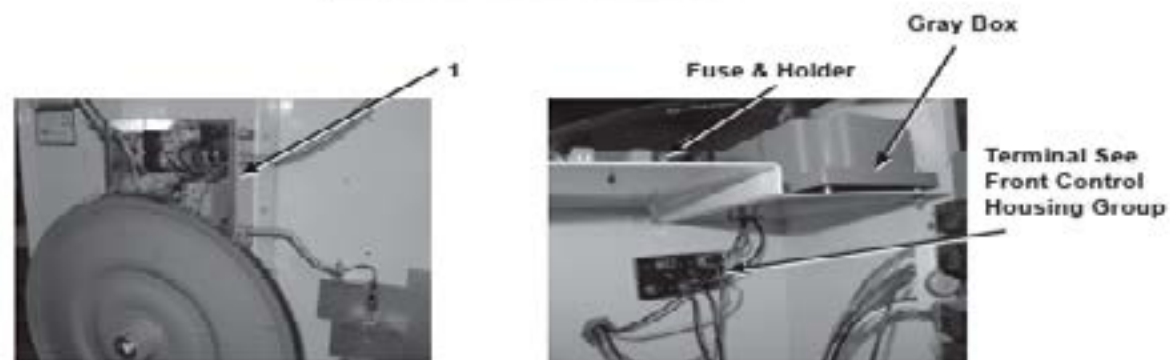 Gray Box
1
Fuse & Holder
Terminal See
Front Control
Housing Group